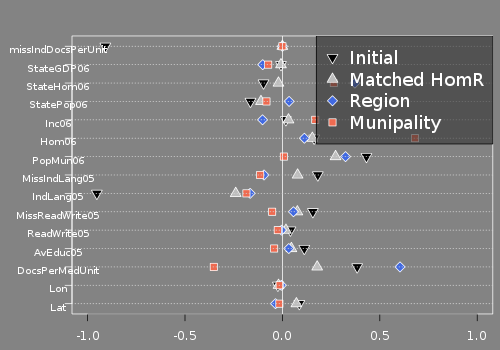 missIndDocsPerUnit
StateGDP06
StateHom06
StatePop06
Inc06
Hom06
PopMun06
MissIndLang05
IndLang05
MissReadWrite05
ReadWrite05
AvEduc05
DocsPerMedUnit
Lon
Lat
Initial
Matched HomR
Region
Munipality
-1.0 -0.5 0.0 0.5 1.0